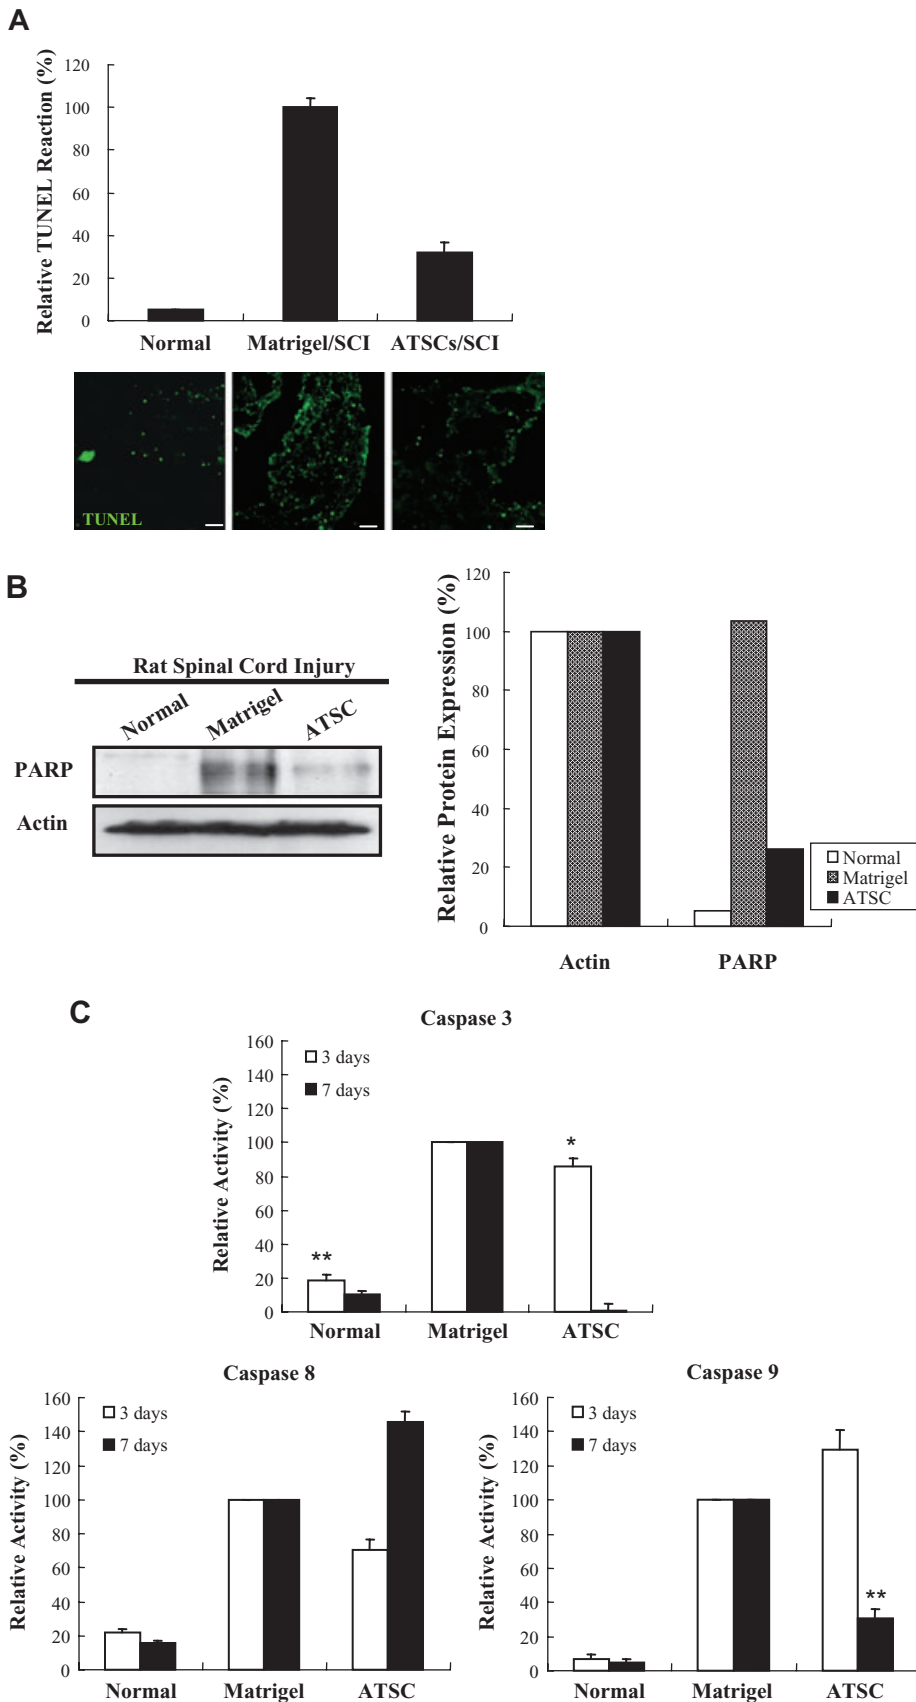 A
Relative TUNEL Reaction (%)
120
100
80
60
40
20
0
Normal Matrigel/SCI ATSCs/SCI
TUNEL
B
Rat Spinal Cord Injury
Normal Matrigel ATSC
PARP
Actin
Relative Protein Expression (%)
120
100
80
60
40
20
0
Normal
Matrigel
ATSC
Actin PARP
C
Caspase 3
Relative Activity (%)
160
140
120
100
80
60
40
20
0
3 days
7 days
**
*
Normal Matrigel ATSC
Caspase 8
Relative Activity (%)
160
140
120
100
80
60
40
20
0
3 days
7 days
Normal Matrigel ATSC
Caspase 9
Relative Activity (%)
160
140
120
100
80
60
40
20
0
3 days
7 days
**
Normal Matrigel ATSC